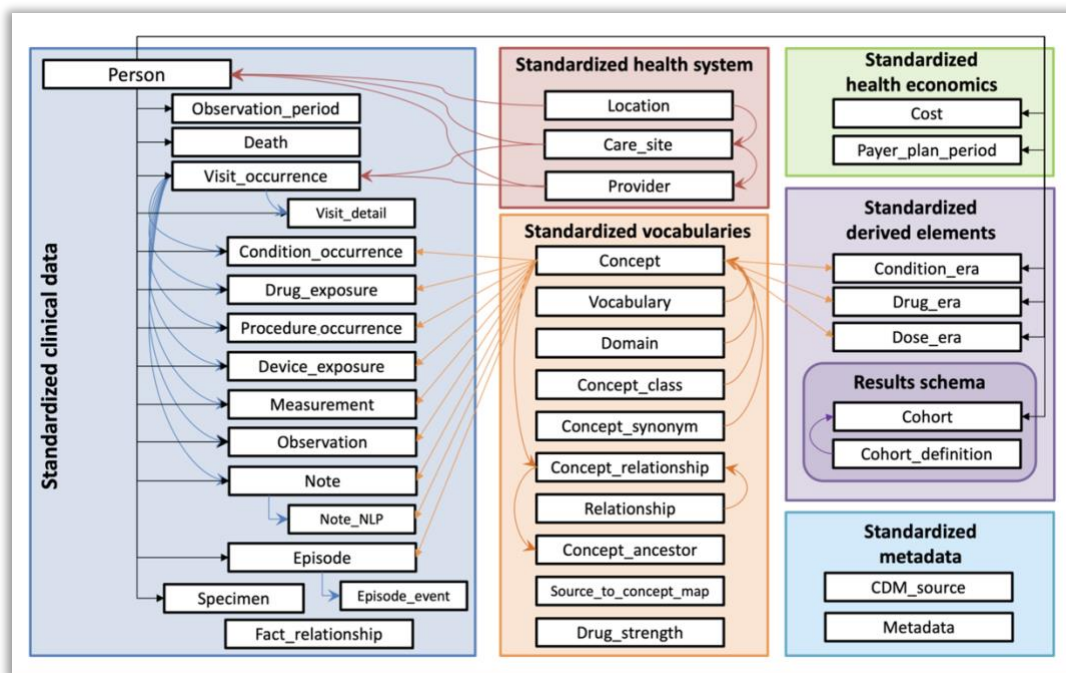 Standardized clinical data
Person
Observation_period
Death
Visit_occurrence
Visit_detail
Condition_occurrence
Drug_exposure
Procedure_occurrence
Device_exposure
Measurement
Observation
Note
Note_NLP
Episode
Episode_event
Specimen
Fact_relationship
Standardized health system
Location
Care_site
Provider
Standardized vocabularies
Concept
Vocabulary
Domain
Concept_class
Concept_synonym
Concept_relationship
Relationship
Concept_ancestor
Source_to_concept_map
Drug_strength
Standardized
health economics
Cost
Payer_plan_period
Standardized
derived elements
Condition_era
Drug_era
Dose_era
Results schema
Cohort
Cohort_definition
Standardized
metadata
CDM_source
Metadata